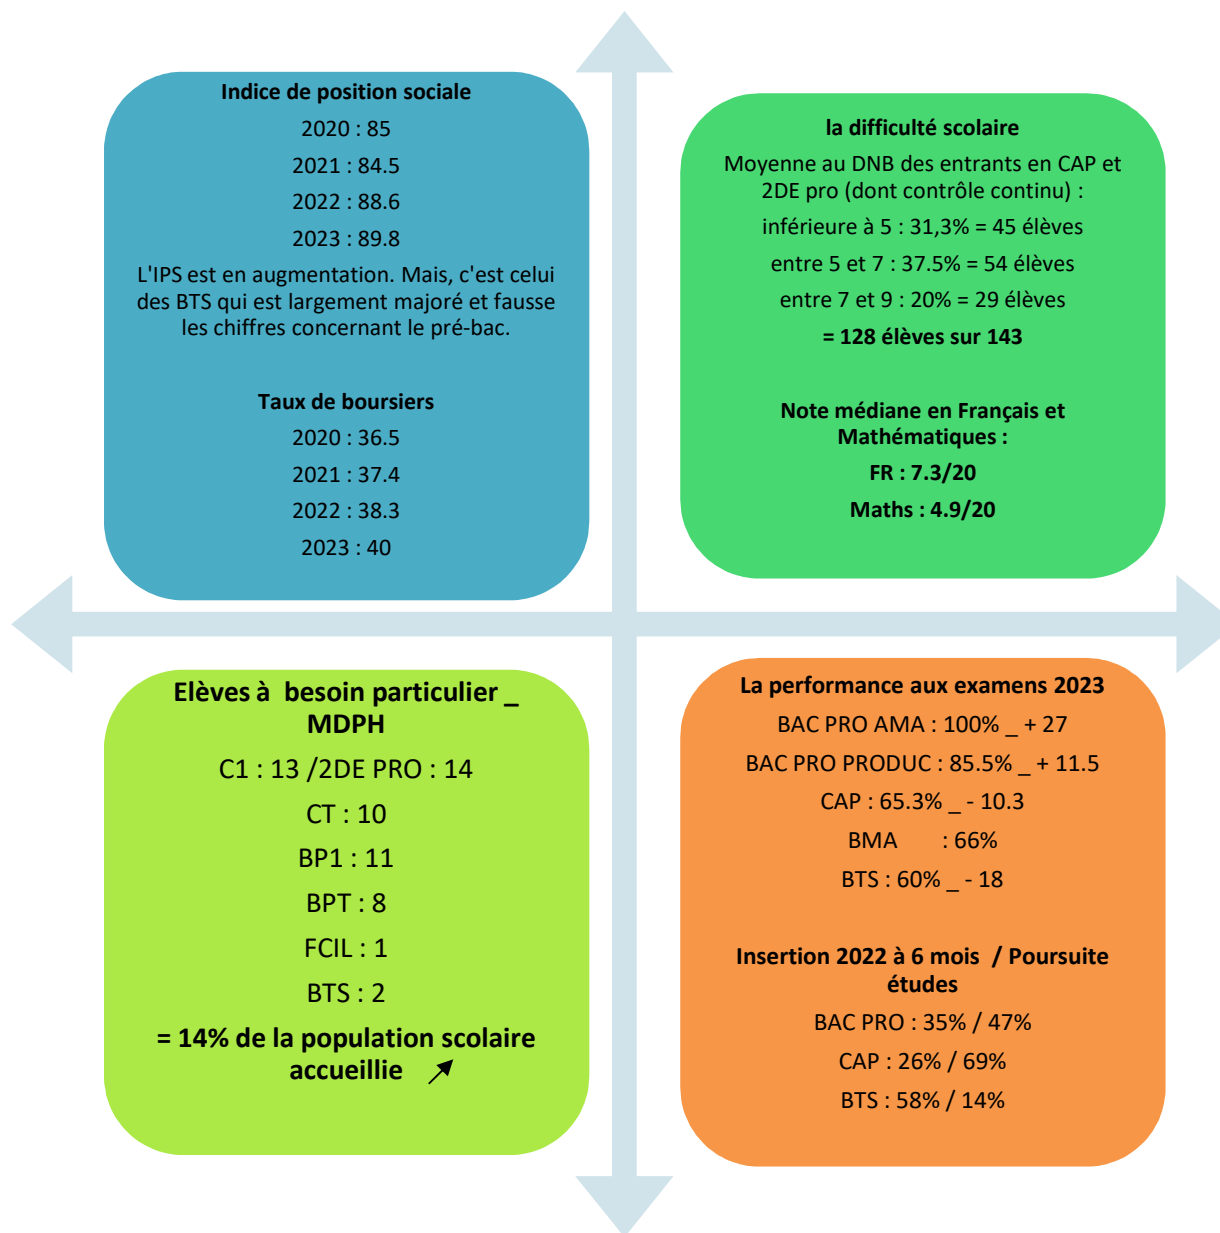 Indice de position sociale
2020 : 85
2021 : 84.5
2022 : 88.6
2023 : 89.8
L'IPS est en augmentation. Mais, c'est celui
des BTS qui est largement majoré et fausse
les chiffres concernant le pré-bac.
Taux de boursiers
2020 : 36.5
2021 : 37.4
2022 : 38.3
2023 : 40
la difficulté scolaire
Moyenne au DNB des entrants en CAP et
2DE pro (dont contrôle continu) :
inférieure à 5 : 31,3% = 45 élèves
entre 5 et 7 : 37.5% = 54 élèves
entre 7 et 9 : 20% = 29 élèves
= 128 élèves sur 143
Note médiane en Français et
Mathématiques :
FR : 7.3/20
Maths : 4.9/20
Elèves à besoin particulier _
MDPH
C1 : 13 /2DE PRO : 14
CT : 10
BP1 : 11
BPT : 8
FCIL : 1
BTS : 2
= 14% de la population scolaire
accueillie
La performance aux examens 2023
BAC PRO AMA : 100% _ + 27
BAC PRO PRODUC : 85.5% _ + 11.5
CAP : 65.3% _ - 10.3
BMA : 66%
BTS : 60% _ - 18
Insertion 2022 à 6 mois / Poursuite
études
BAC PRO : 35% / 47%
CAP : 26% / 69%
BTS : 58% / 14%